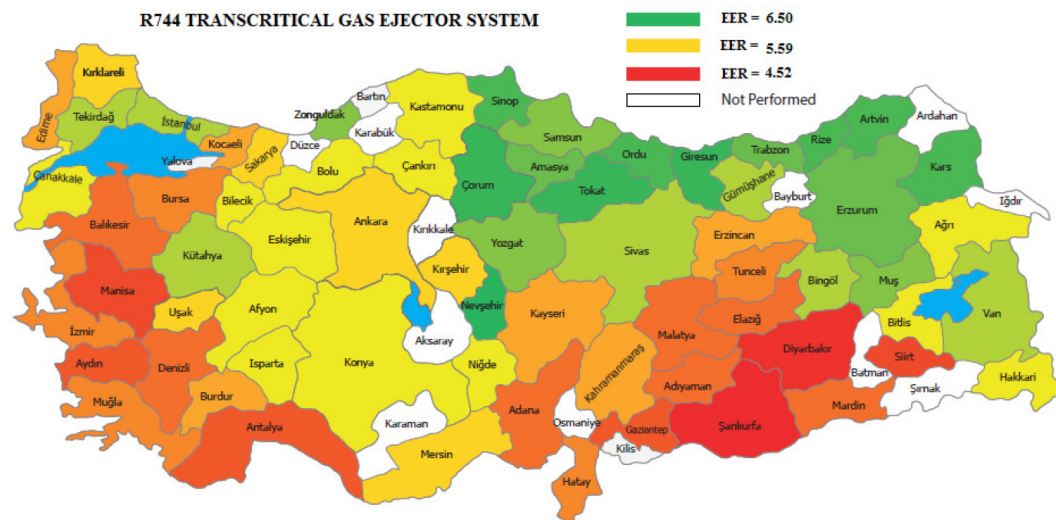 R744 TRANSCRITICAL GAS EJECTOR SYSTEM
EER = 6.50
EER = 5.59
EER = 4.52
Not Performed
Kırklareli
Edirne
Tekirdağ
İstanbul
Kocaeli
Sakarya
Yalova
Çanakkale
Düzce
Zonguldak
Bartın
Karabük
Kastamonu
Sinop
Samsun
Ordu
Giresun
Trabzon
Rize
Artvin
Ardahan
Bolu
Çankırı
Çorum
Amasya
Tokat
Gümüşhane
Bayburt
Kars
Iğdır
Bursa
Bilecik
Balıkesir
Kütahya
Eskişehir
Ankara
Kırıkkale
Yozgat
Sivas
Erzincan
Erzurum
Ağrı
Kırşehir
Nevşehir
Kayseri
Tunceli
Bingöl
Muş
Manisa
Uşak
Afyon
Konya
Aksaray
Niğde
Malatya
Elazığ
Diyarbakır
Batman
Bitlis
Van
Siirt
İzmir
Aydın
Denizli
Isparta
Burdur
Kahramanmaraş
Adıyaman
Mardin
Şırnak
Hakkari
Muğla
Antalya
Karaman
Mersin
Adana
Osmaniye
Gaziantep
Kilis
Şanlıurfa
Hatay